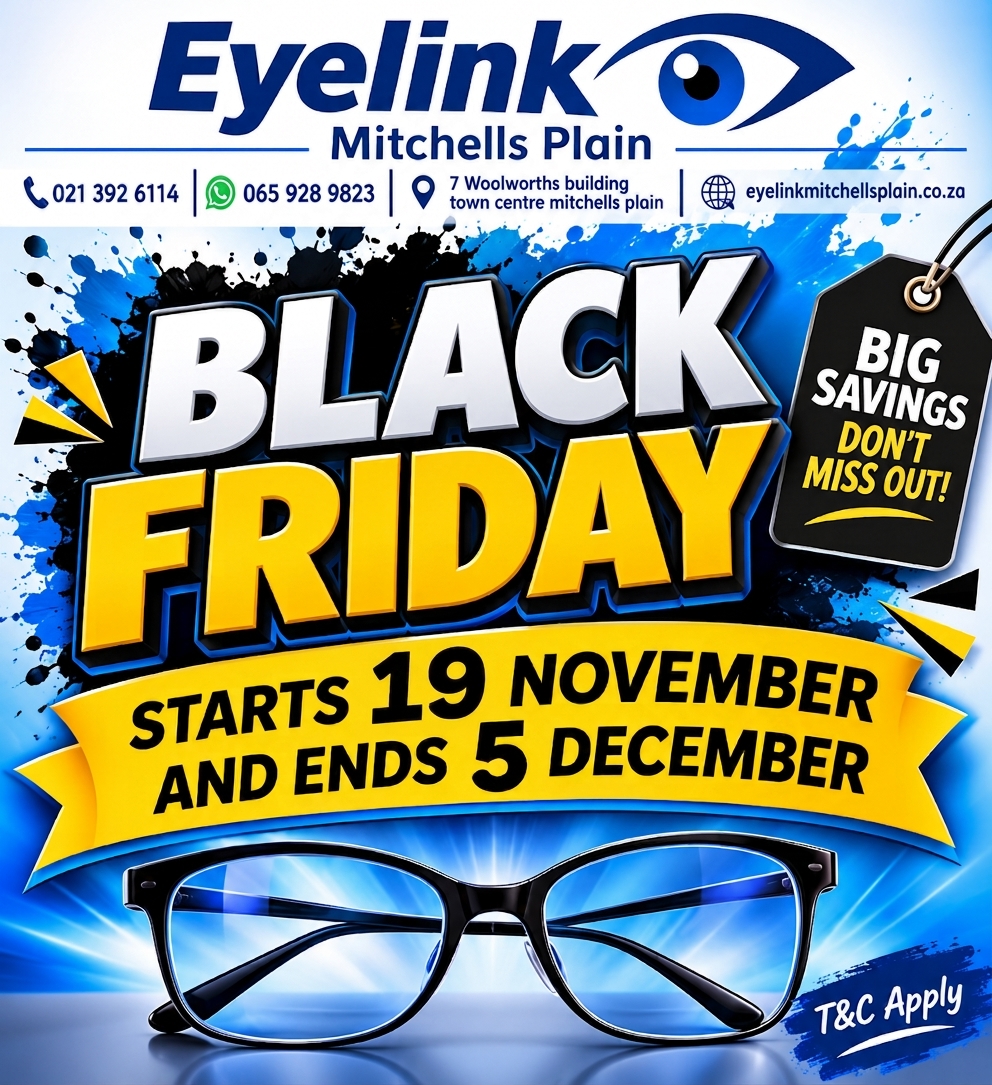 Eyelink
Mitchells Plain
021 392 6114
065 928 9823
7 Woolworths building
town centre mitchells plain
eyelinkmitchellsplain.co.za
BLACK
FRIDAY
BIG
SAVINGS
DON'T
MISS OUT!
STARTS 19 NOVEMBER
AND ENDS 5 DECEMBER
T&C Apply